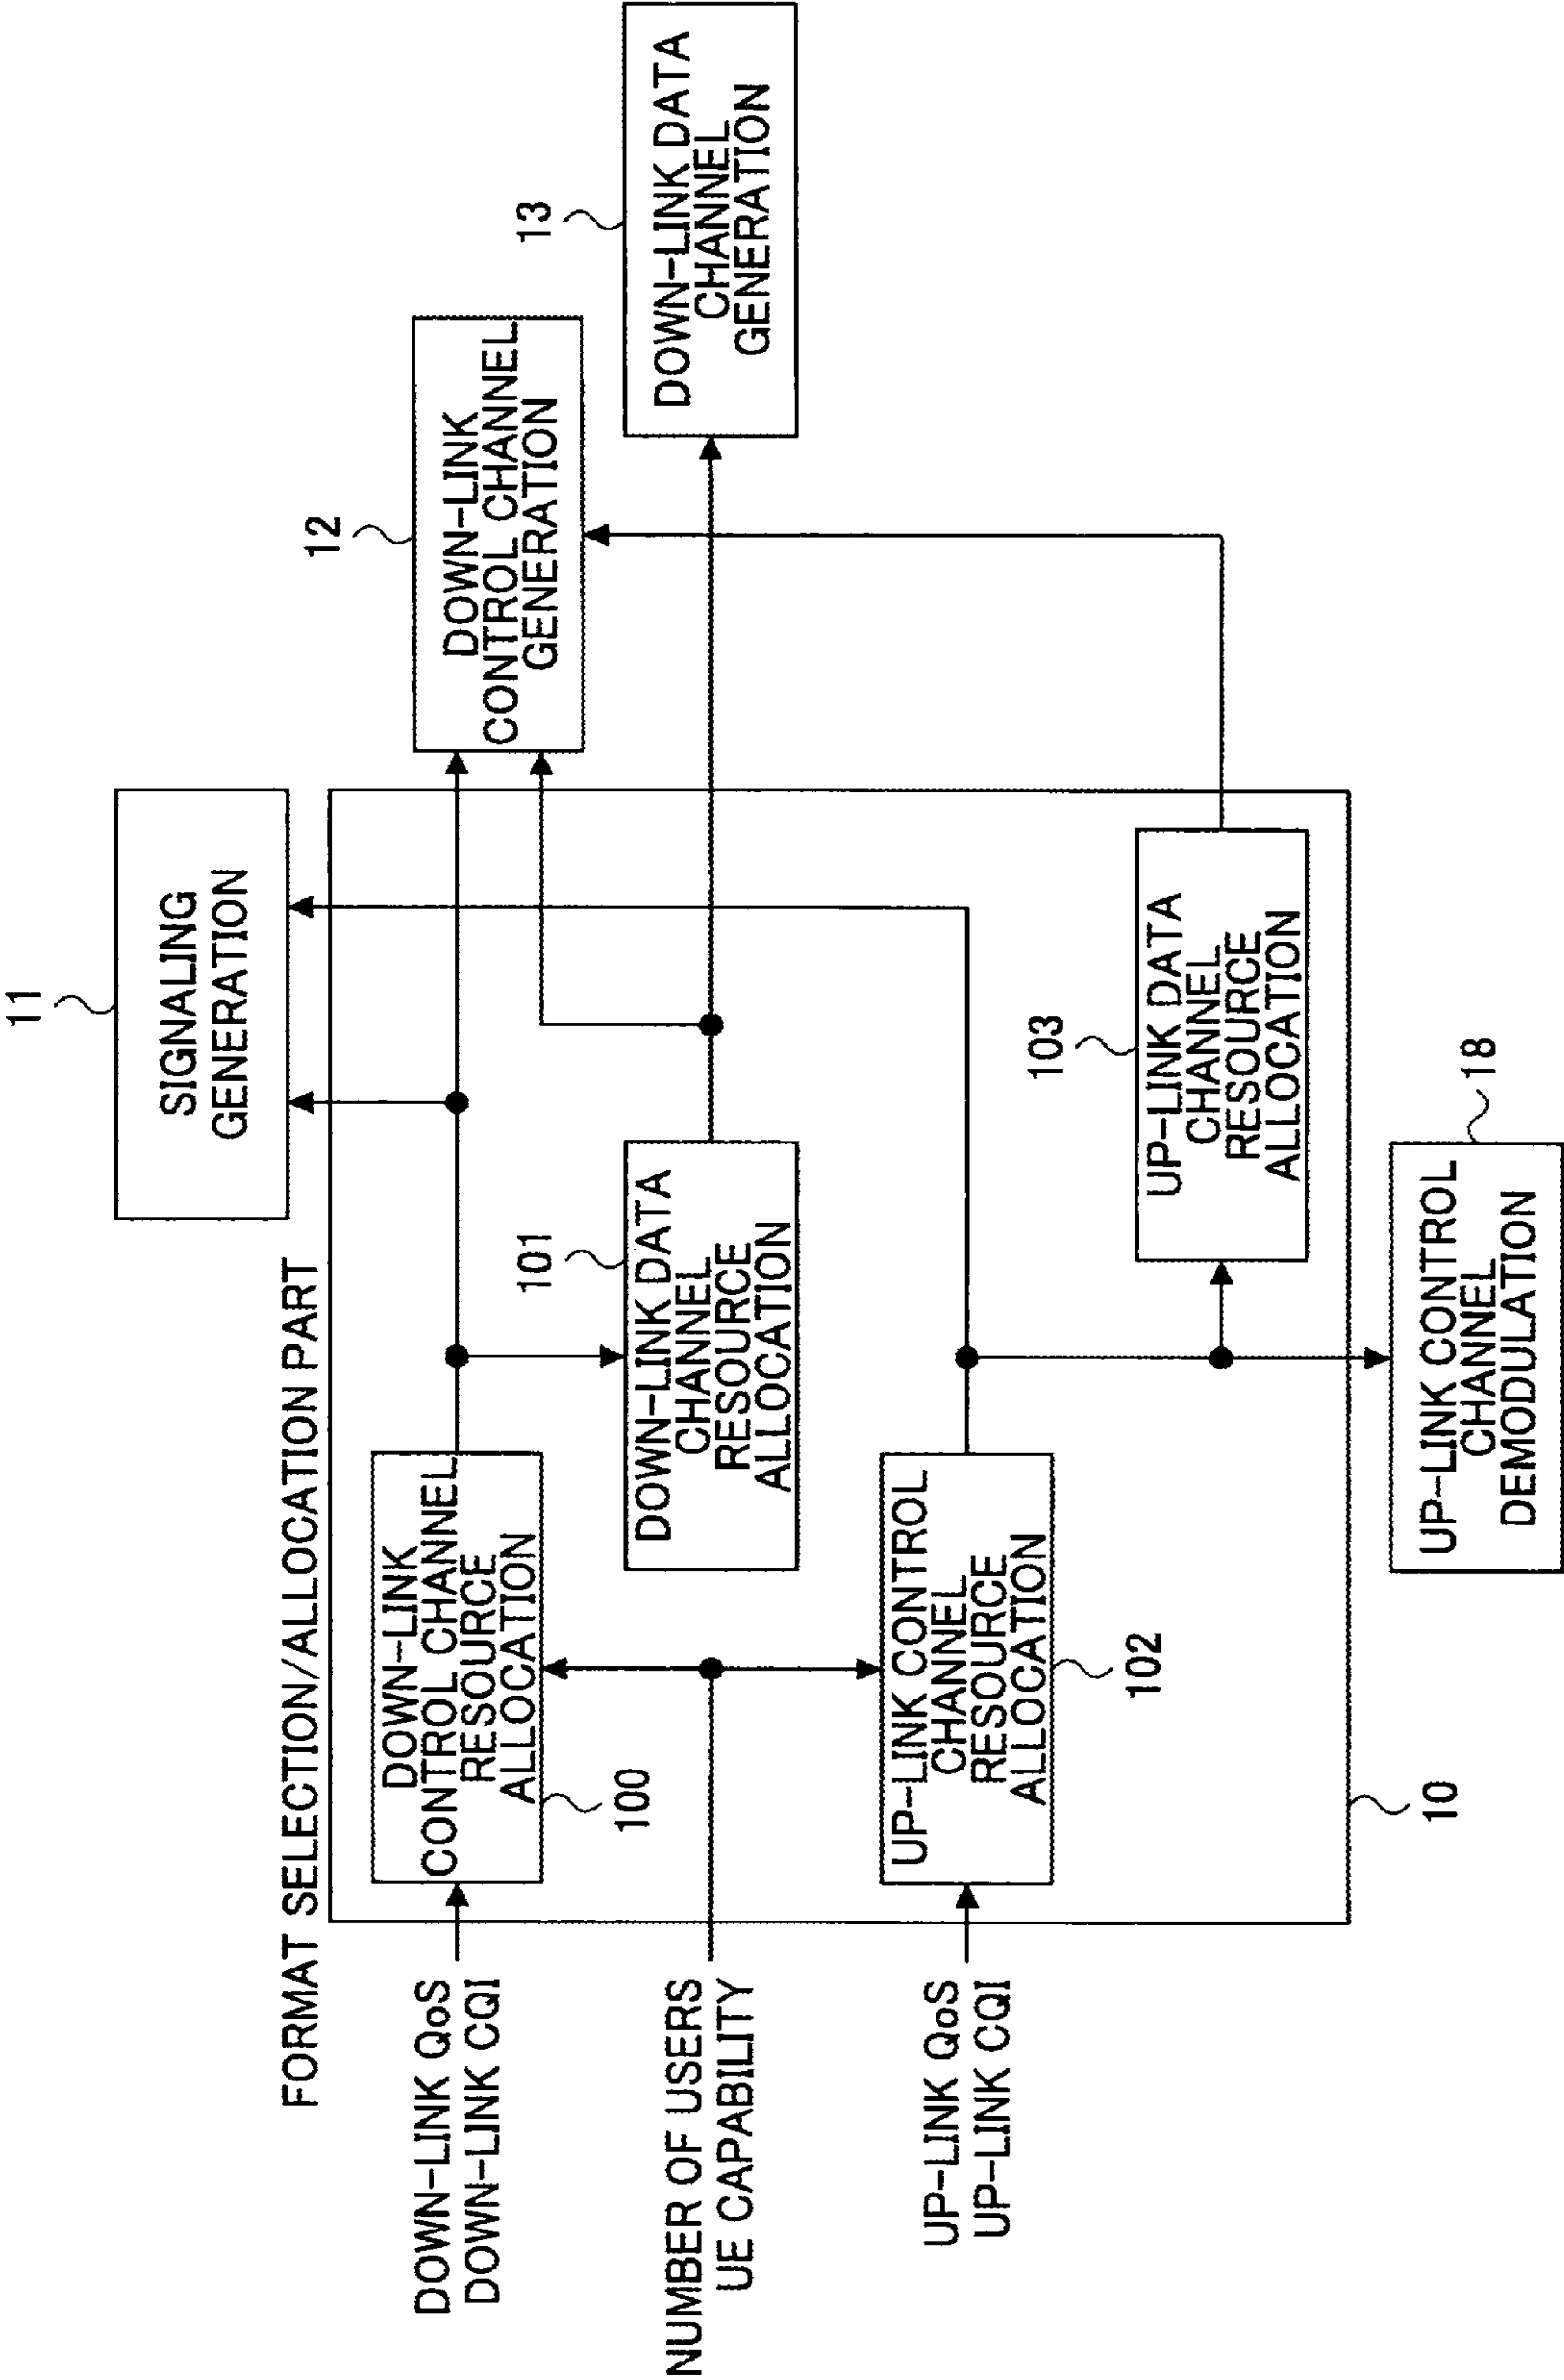 11
SIGNALING
GENERATION
FORMAT SELECTION/ALLOCATION PART
12
DOWN-LINK
CONTROL CHANNEL
GENERATION
DOWN-LINK QoS
DOWN-LINK CQI
DOWN-LINK
CONTROL CHANNEL
RESOURCE
ALLOCATION
100
101
DOWN-LINK DATA
CHANNEL
RESOURCE
ALLOCATION
13
DOWN-LINK DATA
CHANNEL
GENERATION
NUMBER OF USERS
UE CAPABILITY
UP-LINK QoS
UP-LINK CQI
UP-LINK CONTROL
CHANNEL
RESOURCE
ALLOCATION
102
103
UP-LINK DATA
CHANNEL
RESOURCE
ALLOCATION
10
UP-LINK CONTROL
CHANNEL
DEMODULATION
18